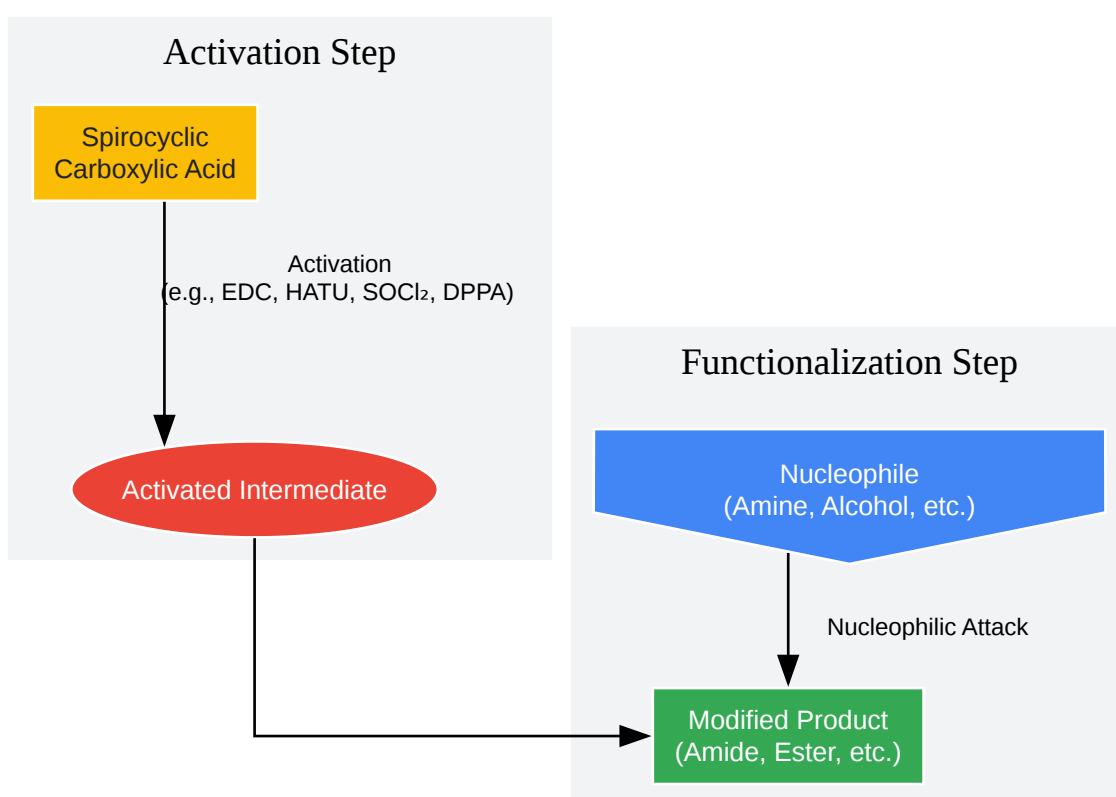 Activation Step
Spirocyclic
Carboxylic Acid
Activation
(e.g., EDC, HATU, SOCl₂, DPPA)
Activated Intermediate
Functionalization Step
Nucleophile
(Amine, Alcohol, etc.)
Nucleophilic Attack
Modified Product
(Amide, Ester, etc.)